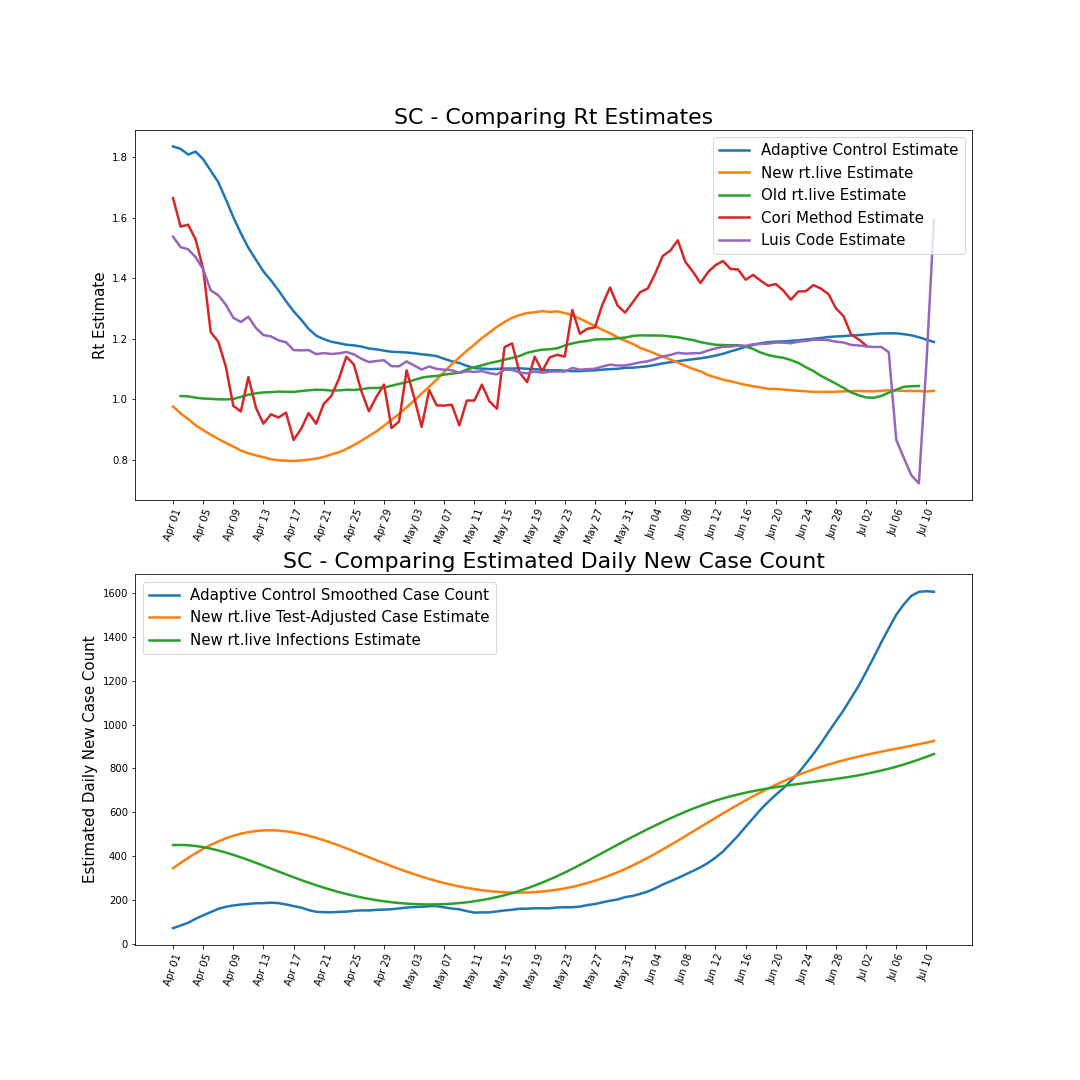 SC - Comparing Rt Estimates
Rt Estimate
1.8
1.6
1.4
1.2
1.0
0.8
Adaptive Control Estimate
New rt.live Estimate
Old rt.live Estimate
Cori Method Estimate
Luis Code Estimate
Apr 01 Apr 05 Apr 09 Apr 13 Apr 17 Apr 21 Apr 25 Apr 29 May 03 May 07 May 11 May 15 May 19 May 23 May 27 May 31 Jun 04 Jun 08 Jun 12 Jun 16 Jun 20 Jun 24 Jun 28 Jul 02 Jul 06 Jul 10
SC - Comparing Estimated Daily New Case Count
Estimated Daily New Case Count
1600
1400
1200
1000
800
600
400
200
0
Adaptive Control Smoothed Case Count
New rt.live Test-Adjusted Case Estimate
New rt.live Infections Estimate
Apr 01 Apr 05 Apr 09 Apr 13 Apr 17 Apr 21 Apr 25 Apr 29 May 03 May 07 May 11 May 15 May 19 May 23 May 27 May 31 Jun 04 Jun 08 Jun 12 Jun 16 Jun 20 Jun 24 Jun 28 Jul 02 Jul 06 Jul 10